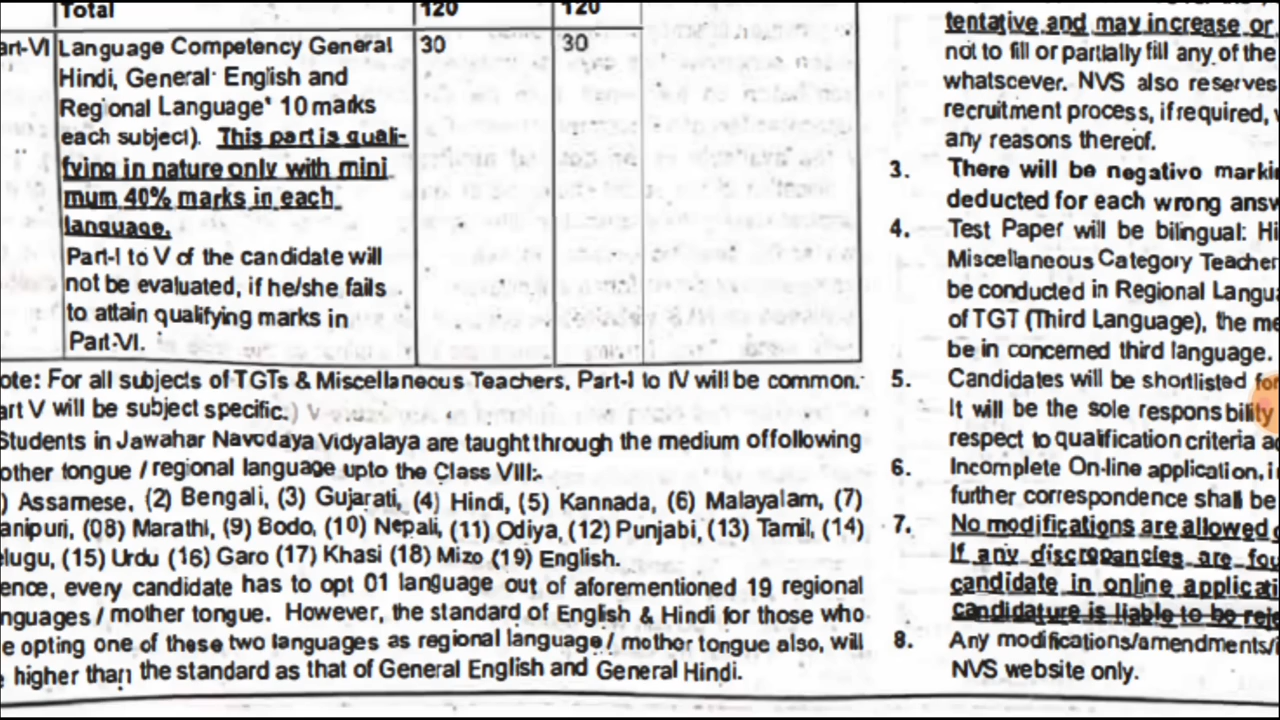 Total 120 120
art-VI Language Competency General 30 30
Hindi, General English and
Regional Language* 10 marks
each subject). This part is quali-
fying in nature only with mini
mum 40% marks in each
language.
Part-I to V of the candidate will
not be evaluated, if he/she fails
to attain qualifying marks in
Part-VI.
ote: For all subjects of TGTs & Miscellaneous Teachers, Part-I to IV will be common.
art V will be subject specific.)
Students in Jawahar Navodaya Vidyalaya are taught through the medium of following
other tongue / regional language upto the Class VIII:.
) Assamese, (2) Bengali, (3) Gujarati, (4) Hindi, (5) Kannada, (6) Malayalam, (7)
anipuri, (08) Marathi, (9) Bodo, (10) Nepali, (11) Odiya, (12) Punjabi, (13) Tamil, (14)
elugu, (15) Urdu (16) Garo (17) Khasi (18) Mizo (19) English.
ence, every candidate has to opt 01 language out of aforementioned 19 regional
nguages / mother tongue. However, the standard of English & Hindi for those who
e opting one of these two languages as regional language / mother tongue also, will
higher than the standard as that of General English and General Hindi.
tentative and may increase or
not to fill or partially fill any of the
whatscever. NVS also reserves
recruitment process, if required,
any reasons thereof.
3. There will be negative marki
deducted for each wrong answ
4. Test Paper will be bilingual: Hi
Miscellaneous Category Teacher
be conducted in Regional Langua
of TGT (Third Language), the me
be in concerned third language.
5. Candidates will be shortlisted for
It will be the sole responsbility
respect to qualification criteria ac
6. Incomplete On-line application, i
further correspondence shall be
7. No modifications are allowed
If any discrepancies are fou
candidate in online applicati
candidature is liable to be reje
8. Any modifications/amendments/
NVS website only.